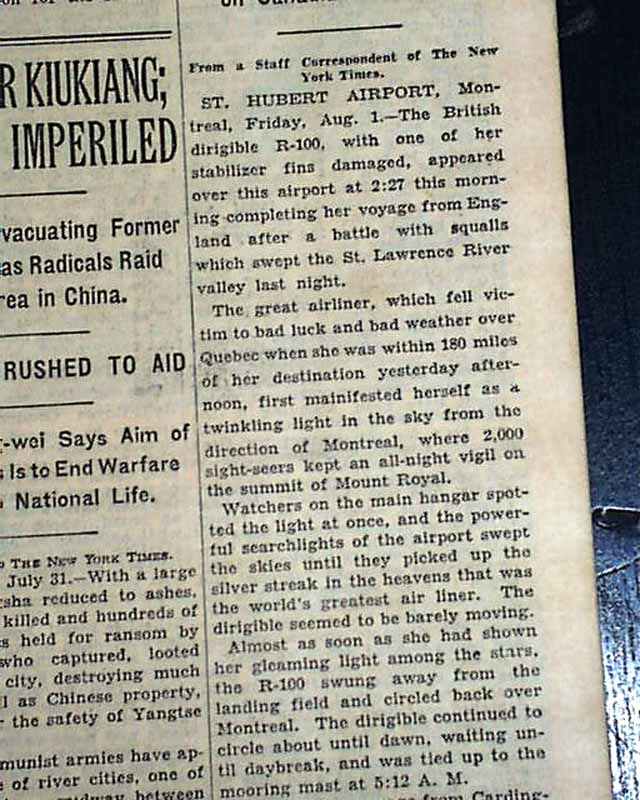 R KIUKIANG;
IMPERILED
vacuating Former
as Radicals Raid
rea in China.
RUSHED TO AID
-wei Says Aim of
s Is to End Warfare
National Life.
THE NEW YORK TIMES.
July 31.—With a large
sha reduced to ashes,
killed and hundreds of
s held for ransom by
who captured, looted
city, destroying much
l as Chinese property,
the safety of Yangtse
munist armies have ap-
e of river cities, one of
midway between
on Canada
From a Staff Correspondent of The New
York Times.
ST. HUBERT AIRPORT, Mon-
treal, Friday, Aug. 1.—The British
dirigible R-100, with one of her
stabilizer fins damaged, appeared
over this airport at 2:27 this morn-
ing completing her voyage from Eng-
land after a battle with squalls
which swept the St. Lawrence River
valley last night.
The great airliner, which fell vic-
tim to bad luck and bad weather over
Quebec when she was within 180 miles
of her destination yesterday after-
noon, first mainifested herself as a
twinkling light in the sky from the
direction of Montreal, where 2,000
sight-seers kept an all-night vigil on
the summit of Mount Royal.
Watchers on the main hangar spot-
ted the light at once, and the power-
ful searchlights of the airport swept
the skies until they picked up the
silver streak in the heavens that was
the world's greatest air liner. The
dirigible seemed to be barely moving.
Almost as soon as she had shown
her gleaming light among the stars,
the R-100 swung away from the
landing field and circled back over
Montreal. The dirigible continued to
circle about until dawn, waiting un-
til daybreak, and was tied up to the
mooring mast at 5:12 A. M.
from Carding-